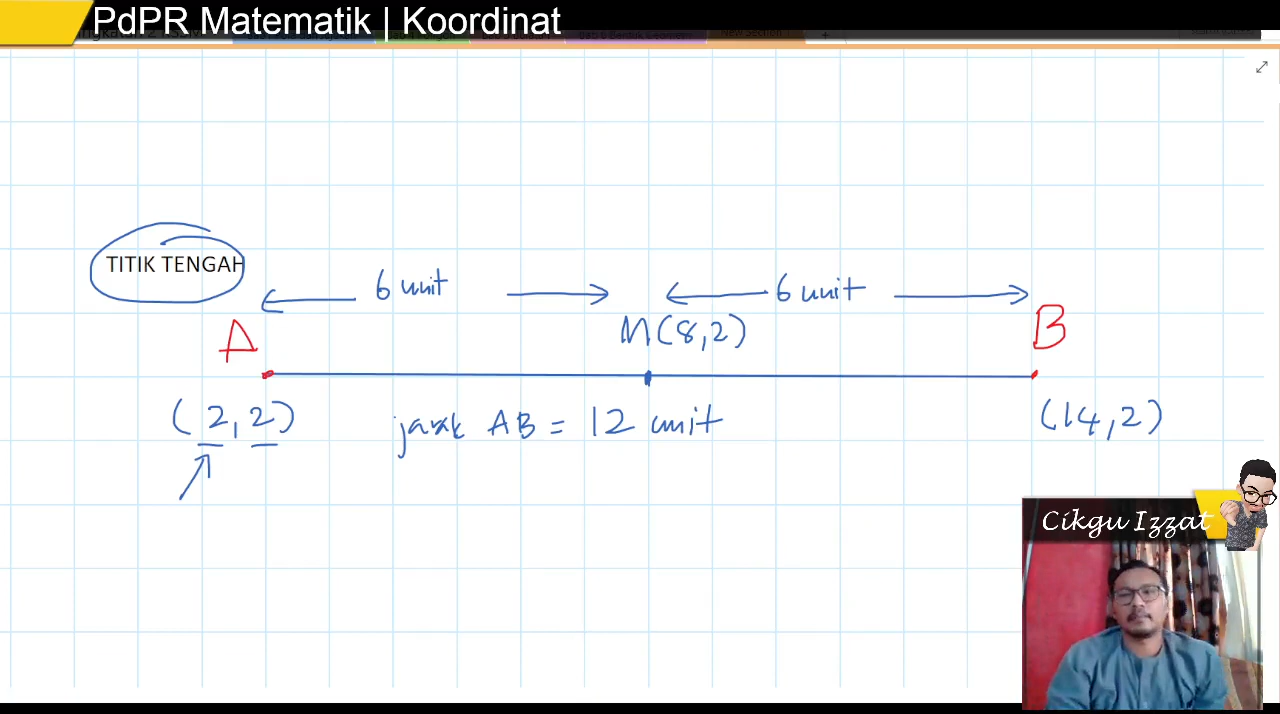 PdPR Matematik | Koordinat
TITIK TENGAH
6 unit
6 unit
A
M(8,2)
B
(2,2)
jarak AB = 12 unit
(14,2)
Cikgu Izzat